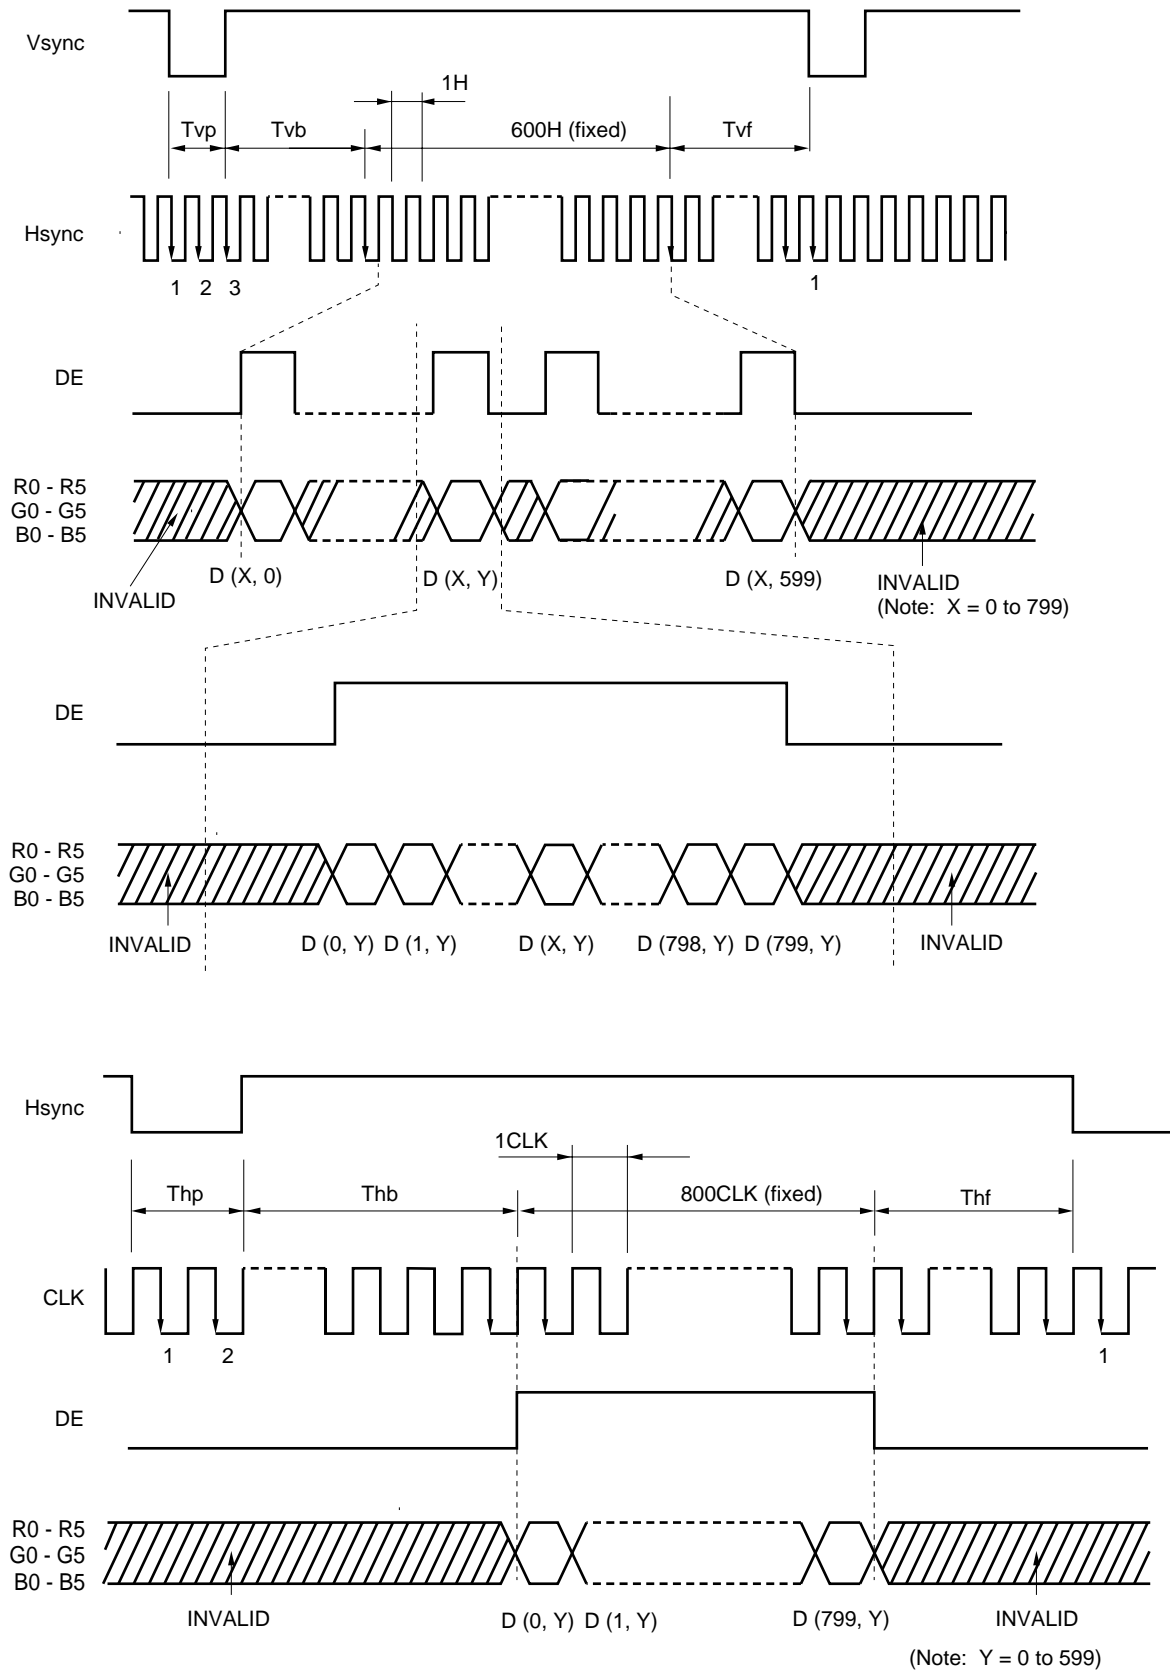 Vsync
1H
Tvp Tvb 600H (fixed) Tvf
Hsync
1 2 3 1
DE
R0 - R5
G0 - G5
B0 - B5
D (X, 0) D (X, Y) D (X, 599)
INVALID INVALID
(Note: X = 0 to 799)
DE
R0 - R5
G0 - G5
B0 - B5
INVALID D (0, Y) D (1, Y) D (X, Y) D (798, Y) D (799, Y) INVALID
Hsync
1CLK
Thp Thb 800CLK (fixed) Thf
CLK
1 2 1
DE
R0 - R5
G0 - G5
B0 - B5
INVALID D (0, Y) D (1, Y) D (799, Y) INVALID
(Note: Y = 0 to 599)